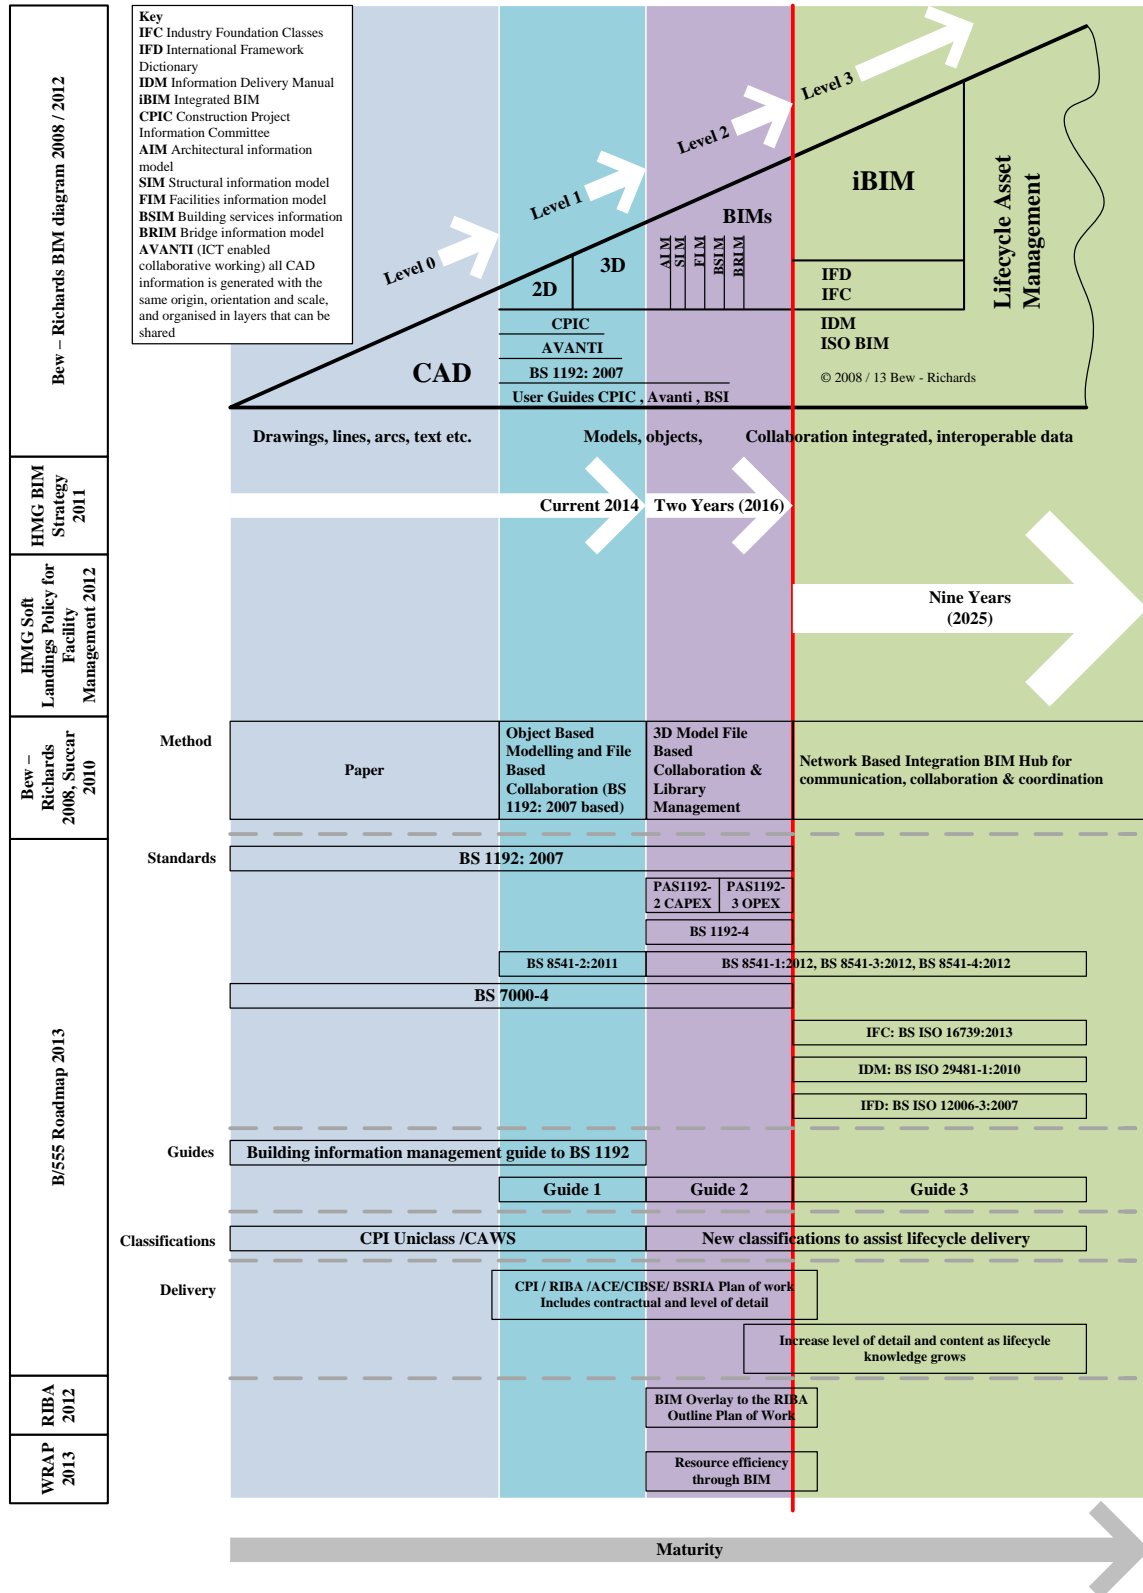 Bew – Richards BIM diagram 2008 / 2012
Key
IFC Industry Foundation Classes
IFD International Framework
Dictionary
IDM Information Delivery Manual
iBIM Integrated BIM
CPIC Construction Project
Information Committee
AIM Architectural information
model
SIM Structural information model
FIM Facilities information model
BSIM Building services information
BRIM Bridge information model
AVANTI (ICT enabled
collaborative working) all CAD
information is generated with the
same origin, orientation and scale,
and organised in layers that can be
shared
Level 0
Level 1
Level 2
Level 3
CAD
2D
3D
BIMs
AIM
SIM
FIM
BSIM
BRIM
iBIM
IFD
IFC
IDM
ISO BIM
© 2008 / 13 Bew - Richards
Lifecycle Asset
Management
CPIC
AVANTI
BS 1192: 2007
User Guides CPIC , Avanti , BSI
Drawings, lines, arcs, text etc.
Models, objects,
Collaboration integrated, interoperable data
HMG BIM
Strategy
2011
Current 2014
Two Years (2016)
HMG Soft
Landings Policy for
Facility
Management 2012
Nine Years
(2025)
Bew –
Richards
2008, Succar
2010
Method
Paper
Object Based
Modelling and File
Based
Collaboration (BS
1192: 2007 based)
3D Model File
Based
Collaboration &
Library
Management
Network Based Integration BIM Hub for
communication, collaboration & coordination
B/555 Roadmap 2013
Standards
BS 1192: 2007
PAS1192-
2 CAPEX
PAS1192-
3 OPEX
BS 1192-4
BS 8541-2:2011
BS 8541-1:2012, BS 8541-3:2012, BS 8541-4:2012
BS 7000-4
IFC: BS ISO 16739:2013
IDM: BS ISO 29481-1:2010
IFD: BS ISO 12006-3:2007
Guides
Building information management guide to BS 1192
Guide 1
Guide 2
Guide 3
Classifications
CPI Uniclass /CAWS
New classifications to assist lifecycle delivery
Delivery
CPI / RIBA /ACE/CIBSE/ BSRIA Plan of work
Includes contractual and level of detail
Increase level of detail and content as lifecycle
knowledge grows
RIBA
2012
BIM Overlay to the RIBA
Outline Plan of Work
WRAP
2013
Resource efficiency
through BIM
Maturity